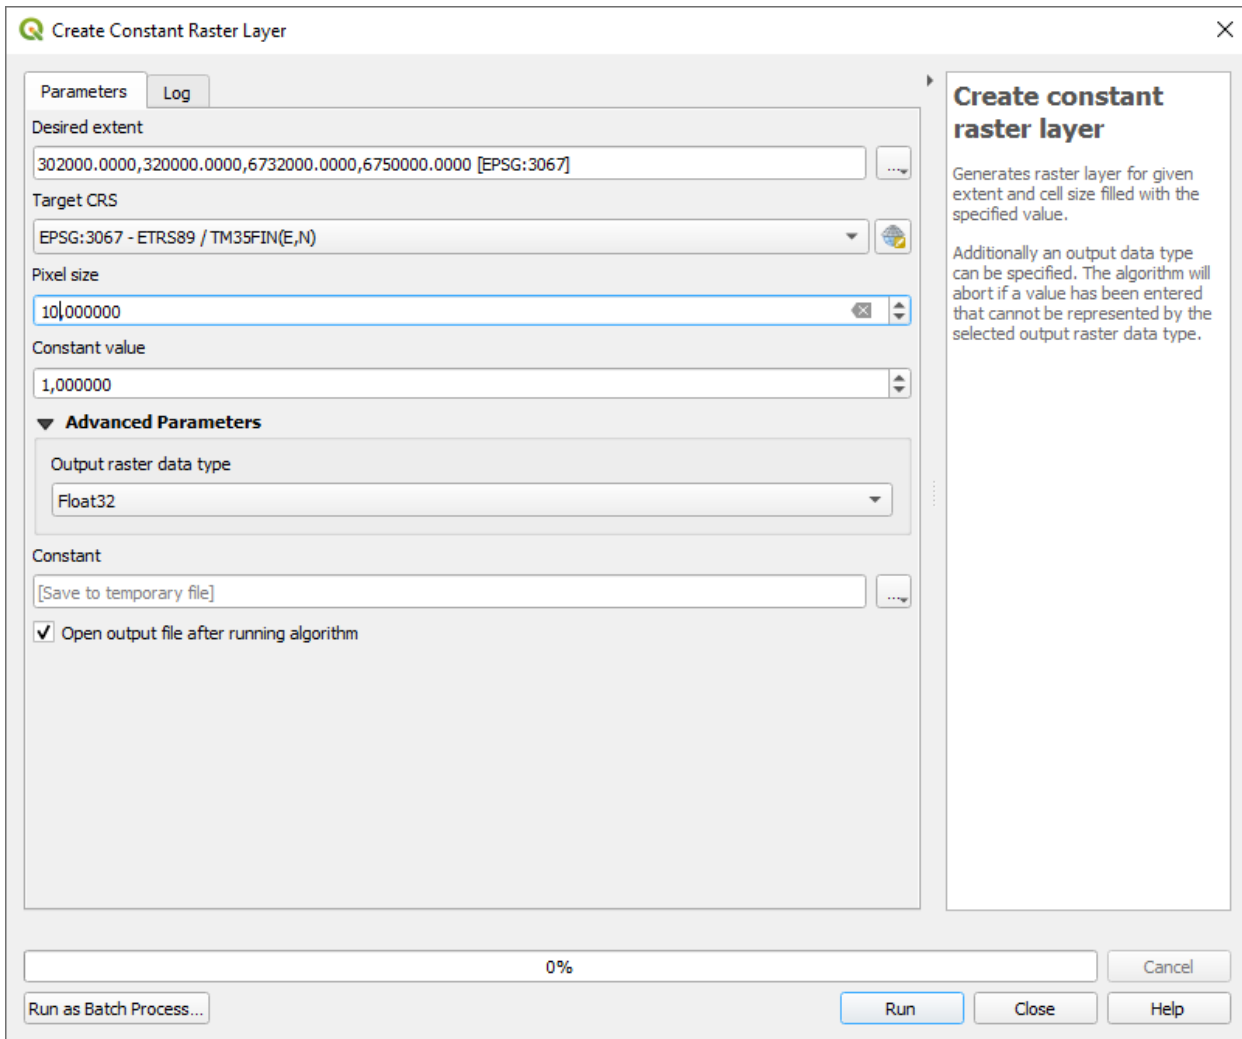 Create Constant Raster Layer
Parameters
Log
Desired extent
302000.0000,320000.0000,6732000.0000,6750000.0000 [EPSG:3067]
...
Target CRS
EPSG:3067 - ETRS89 / TM35FIN(E,N)
Pixel size
10,000000
Constant value
1,000000
Advanced Parameters
Output raster data type
Float32
Constant
[Save to temporary file]
...
Open output file after running algorithm
Create constant
raster layer
Generates raster layer for given
extent and cell size filled with the
specified value.
Additionally an output data type
can be specified. The algorithm will
abort if a value has been entered
that cannot be represented by the
selected output raster data type.
0%
Cancel
Run as Batch Process...
Run
Close
Help